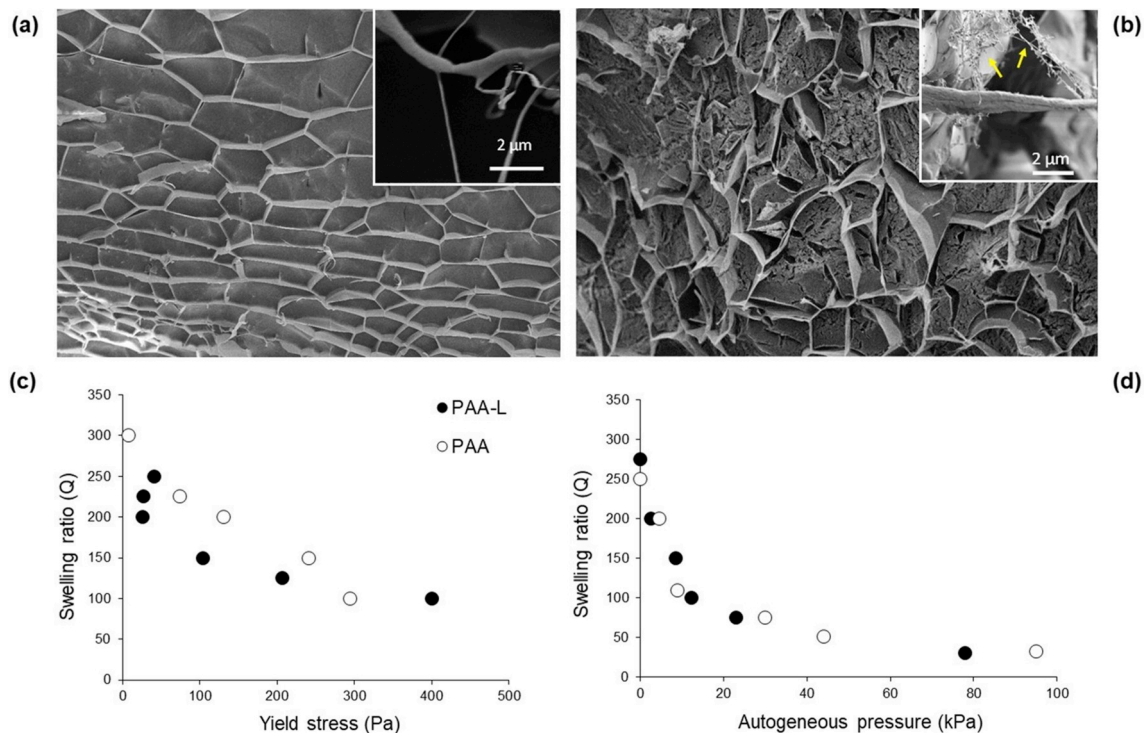 (a)
2 µm
(b)
2 µm
(c)
350
300
250
200
150
100
50
0
Swelling ratio (Q)
PAA-L
PAA
0
100
200
300
400
500
Yield stress (Pa)
(d)
350
300
250
200
150
100
50
0
Swelling ratio (Q)
0
20
40
60
80
100
Autogeneous pressure (kPa)